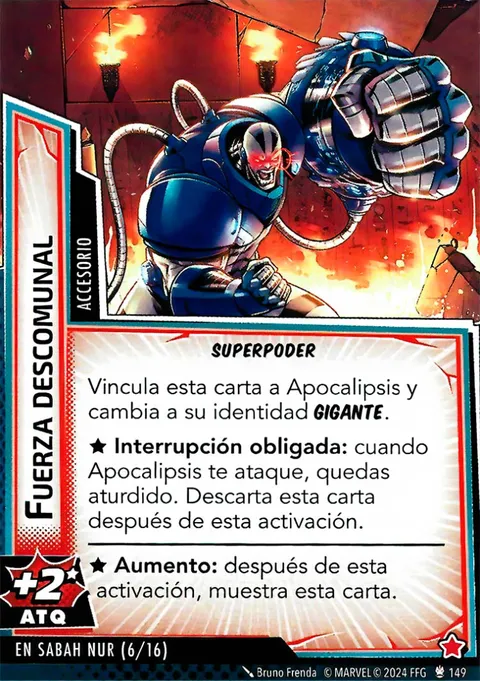 FUERZA DESCOMUNAL
ACCESORIO
SUPERPODER
Vincula esta carta a Apocalipsis y
cambia a su identidad GIGANTE.
★ Interrupción obligada: cuando
Apocalipsis te ataque, quedas
aturdido. Descarta esta carta
después de esta activación.
★ Aumento: después de esta
activación, muestra esta carta.
+2★
ATQ
EN SABAH NUR (6/16)
Bruno Frenda © MARVEL © 2024 FFG 149